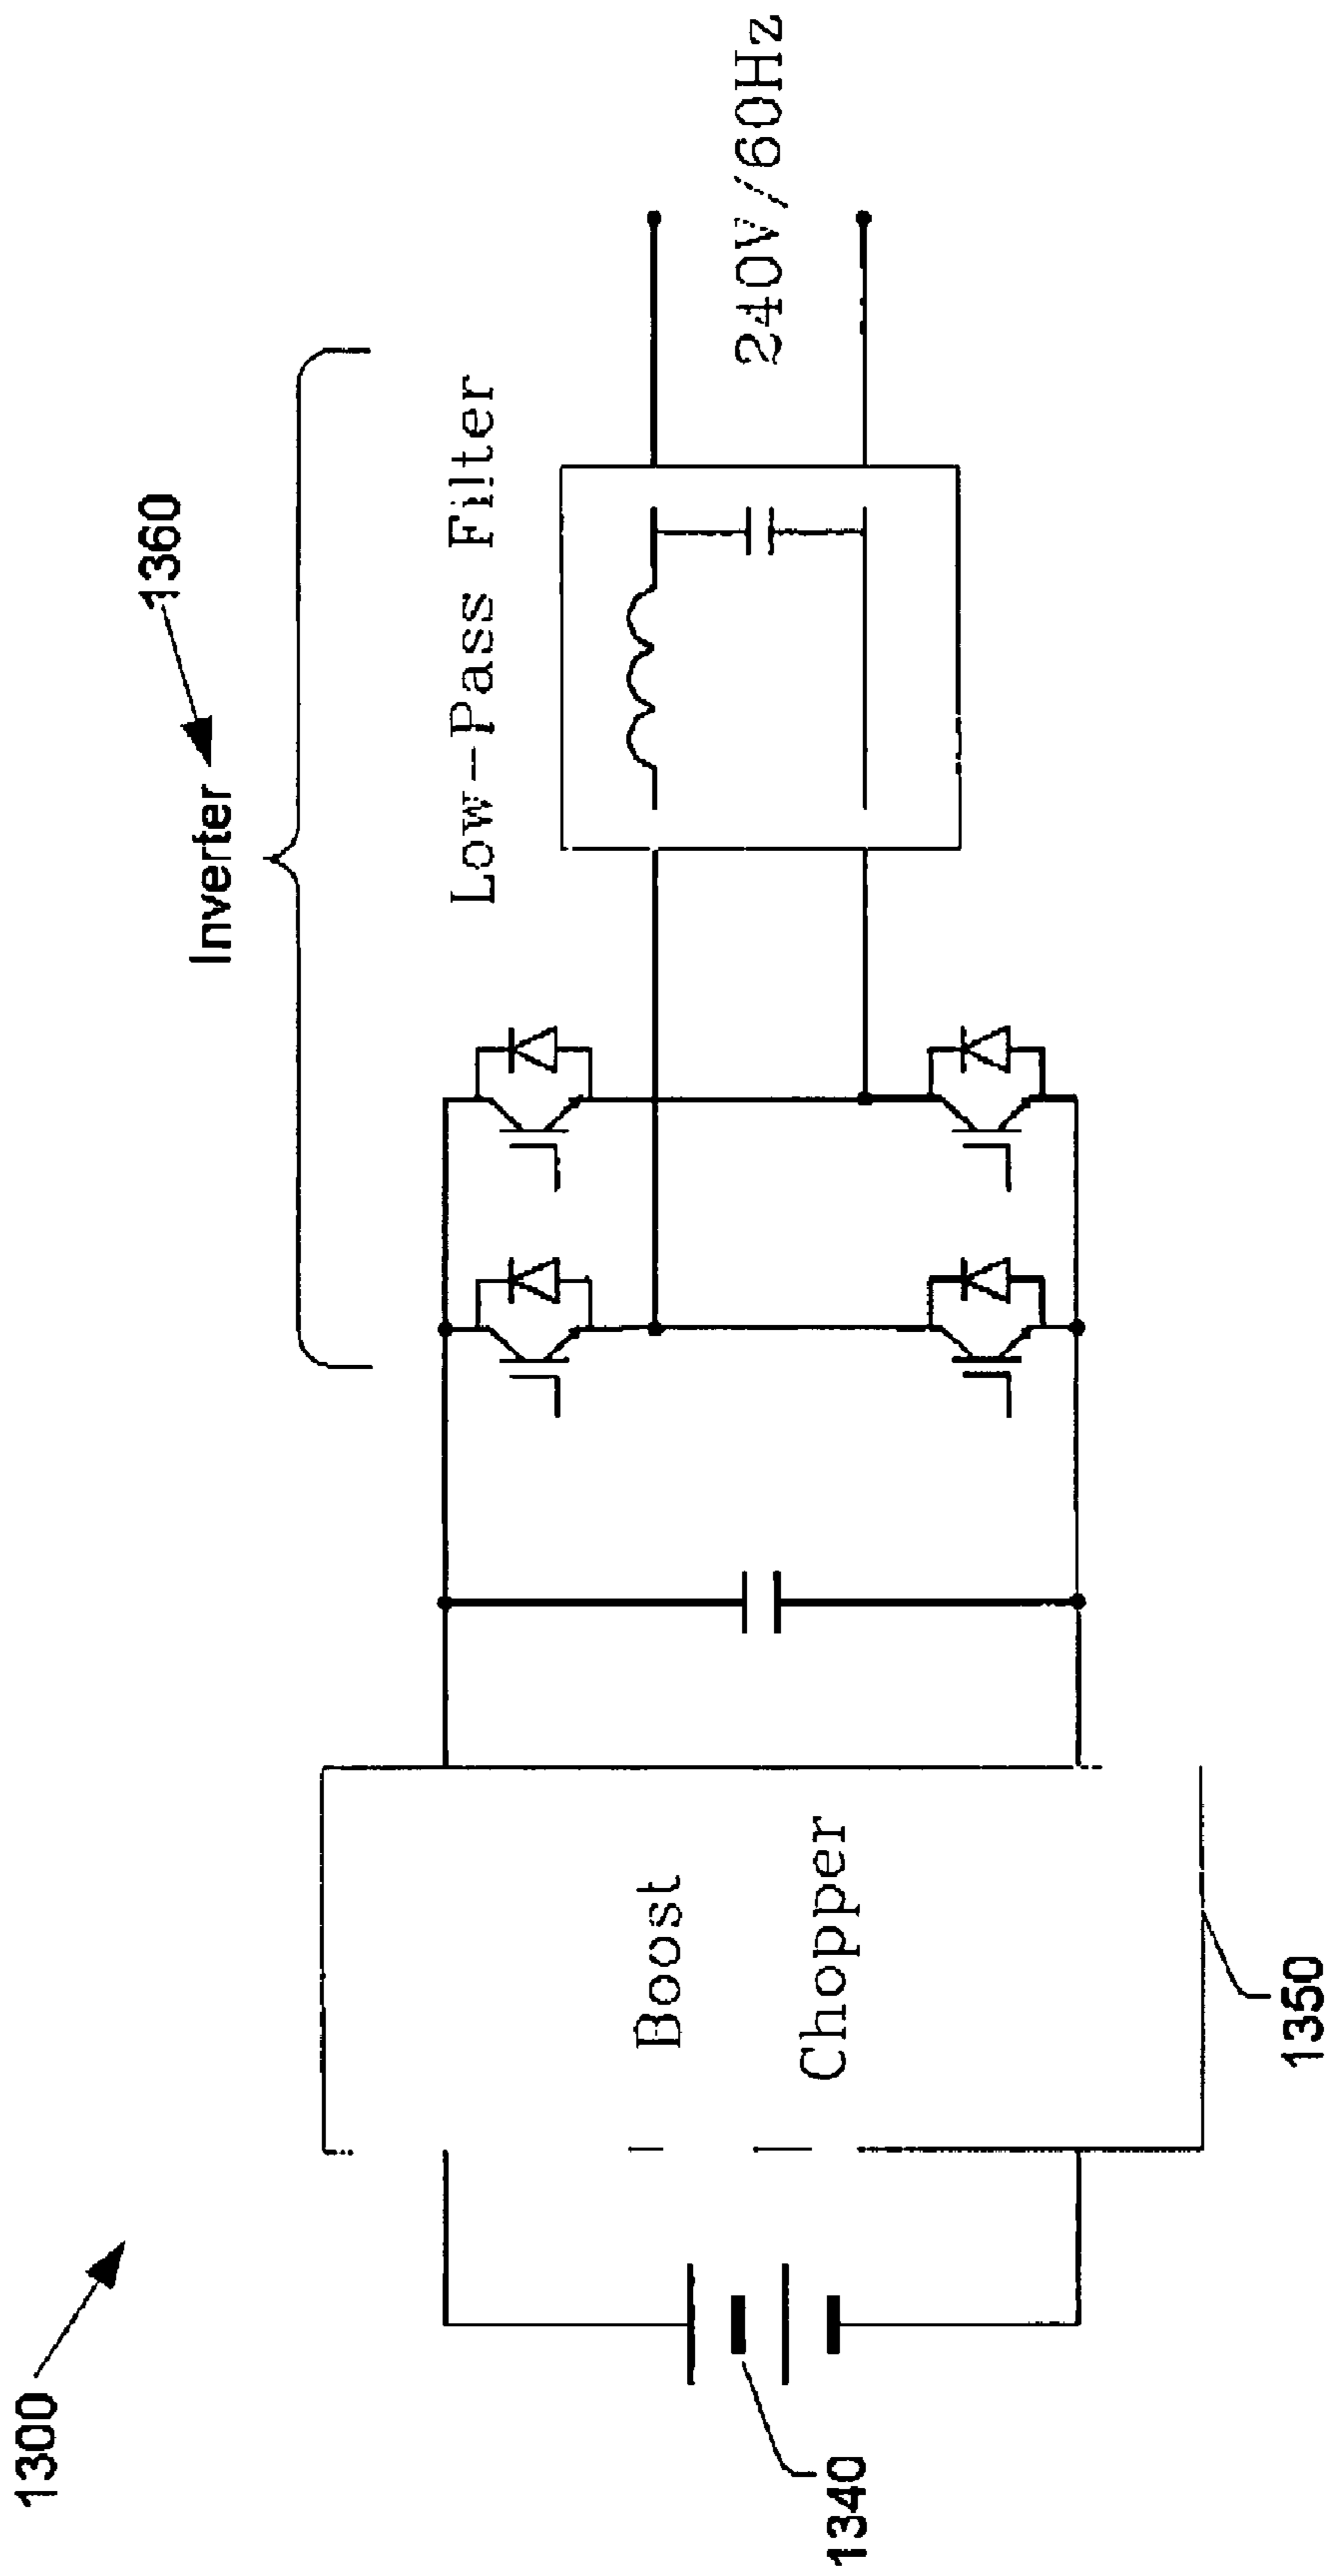 1300
1360
Inverter
Low-Pass Filter
240V/60Hz
Boost
Chopper
1340
1350